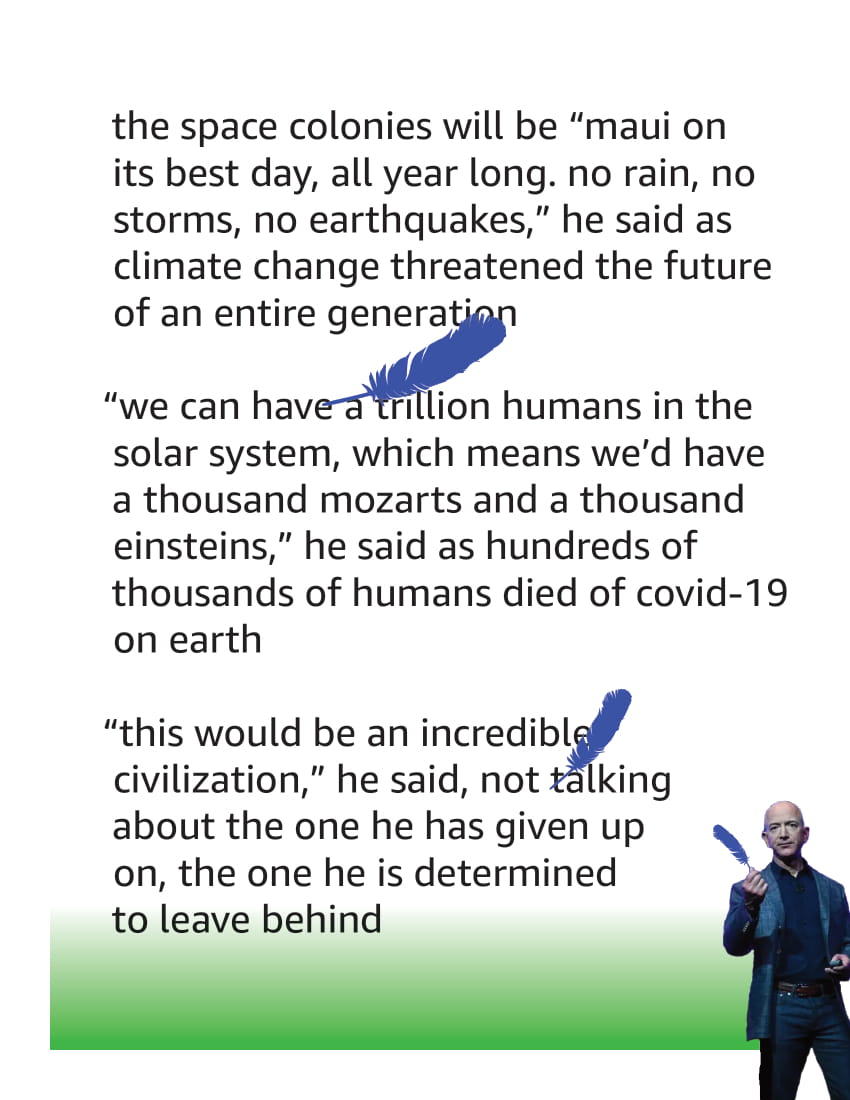 the space colonies will be “maui on
its best day, all year long. no rain, no
storms, no earthquakes,” he said as
climate change threatened the future
of an entire generation
“we can have a trillion humans in the
solar system, which means we’d have
a thousand mozarts and a thousand
einsteins,” he said as hundreds of
thousands of humans died of covid-19
on earth
“this would be an incredible
civilization,” he said, not talking
about the one he has given up
on, the one he is determined
to leave behind